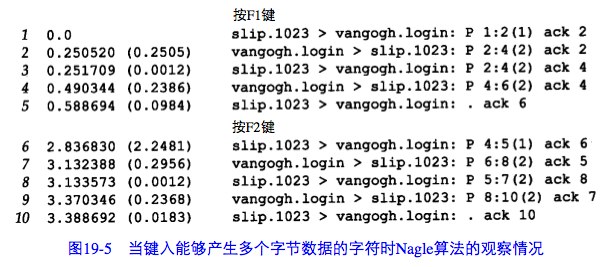 按F1键
1 0.0 slip.1023 > vangogh.login: P 1:2(1) ack 2
2 0.250520 (0.2505) vangogh.login > slip.1023: P 2:4(2) ack 2
3 0.251709 (0.0012) slip.1023 > vangogh.login: P 2:4(2) ack 4
4 0.490344 (0.2386) vangogh.login > slip.1023: P 4:6(2) ack 4
5 0.588694 (0.0984) slip.1023 > vangogh.login: . ack 6
按F2键
6 2.836830 (2.2481) slip.1023 > vangogh.login: P 4:5(1) ack 6
7 3.132388 (0.2956) vangogh.login > slip.1023: P 6:8(2) ack 5
8 3.133573 (0.0012) slip.1023 > vangogh.login: P 5:7(2) ack 8
9 3.370346 (0.2368) vangogh.login > slip.1023: P 8:10(2) ack 7
10 3.388692 (0.0183) slip.1023 > vangogh.login: . ack 10
图19-5 当键入能够产生多个字节数据的字符时Nagle算法的观察情况